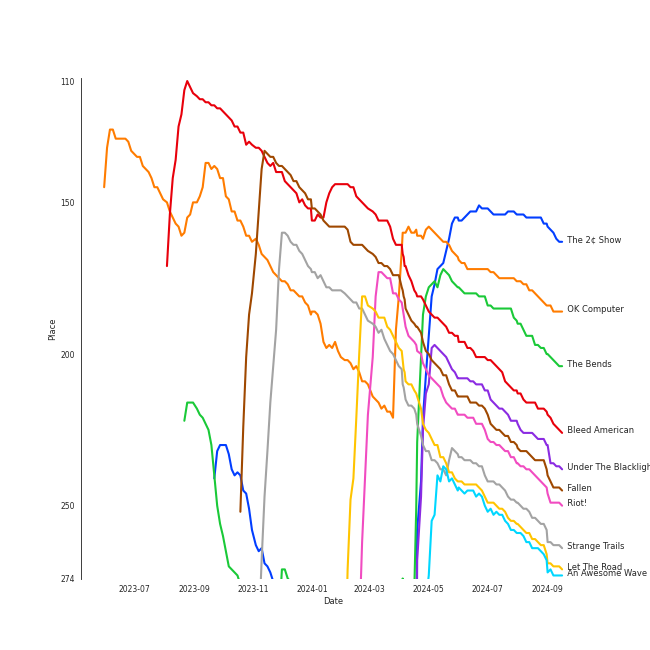 110
150
200
250
274
Place
2023-07
2023-09
2023-11
2024-01
2024-03
2024-05
2024-07
2024-09
Date
The 2¢ Show
OK Computer
The Bends
Bleed American
Under The Blackligh
Fallen
Riot!
Strange Trails
Let The Road
An Awesome Wave